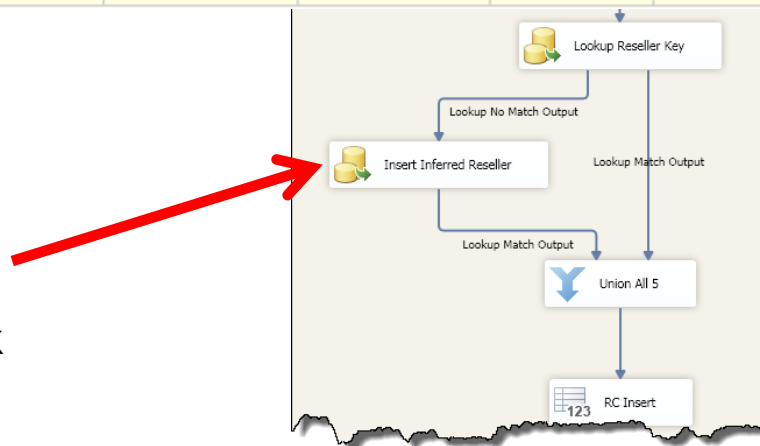 Lookup Reseller Key
Lookup No Match Output
Insert Inferred Reseller
Lookup Match Output
Lookup Match Output
Union All 5
123
RC Insert